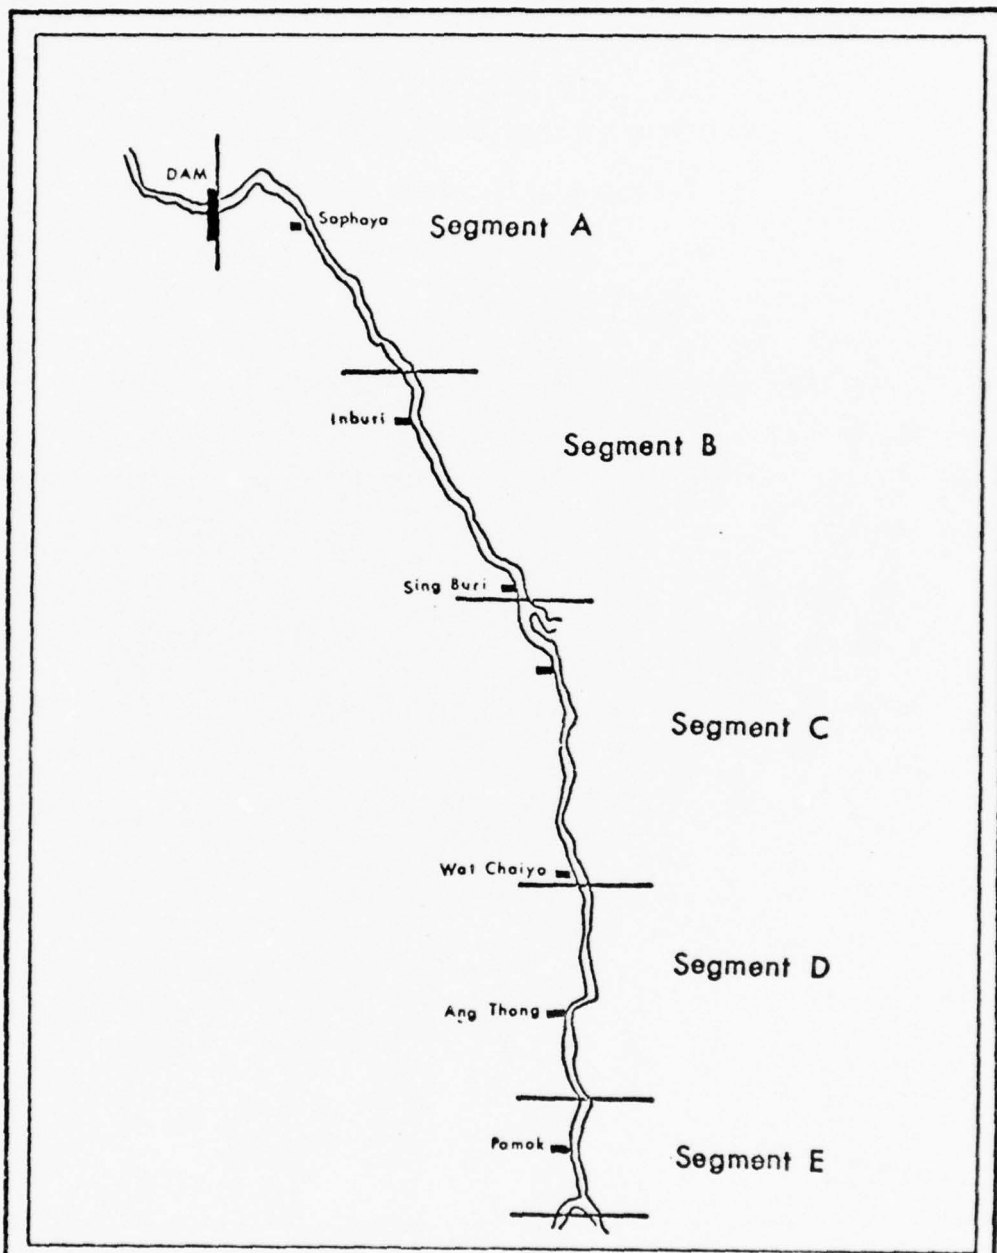 DAM
Saphaya
Segment A
Inburi
Segment B
Sing Buri
Segment C
Wat Chaiyo
Segment D
Ang Thong
Pamok
Segment E